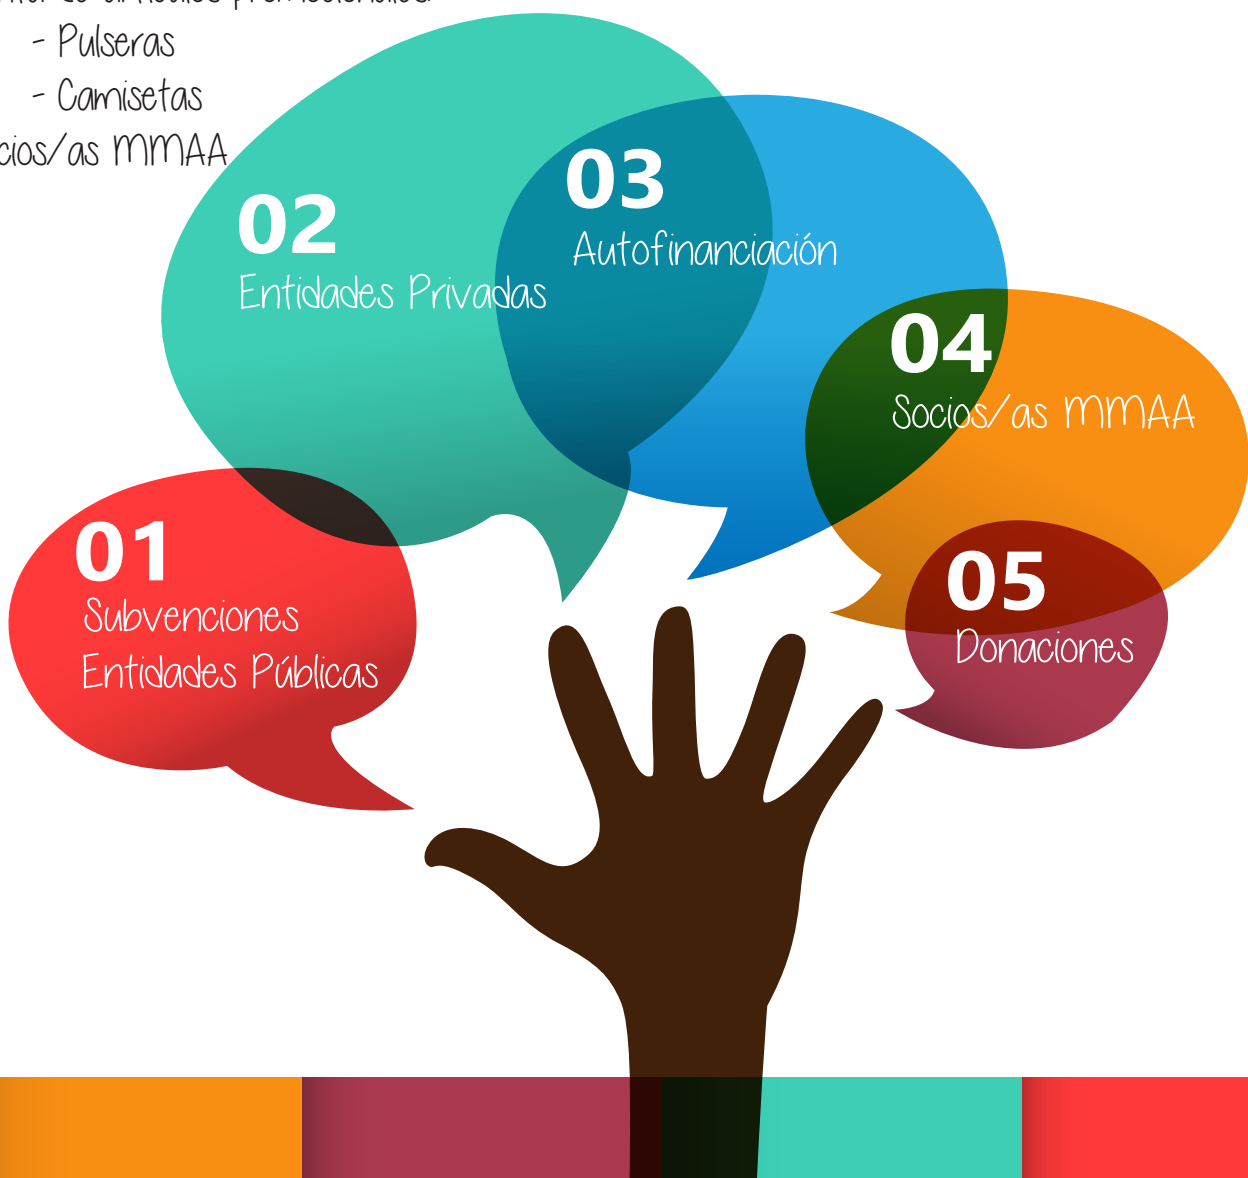 - Pulseras
- Camisetas
/as MMAA
02
Entidades Privadas
03
Autofinanciación
04
Socios/as MMAA
01
Subvenciones
Entidades Públicas
05
Donaciones